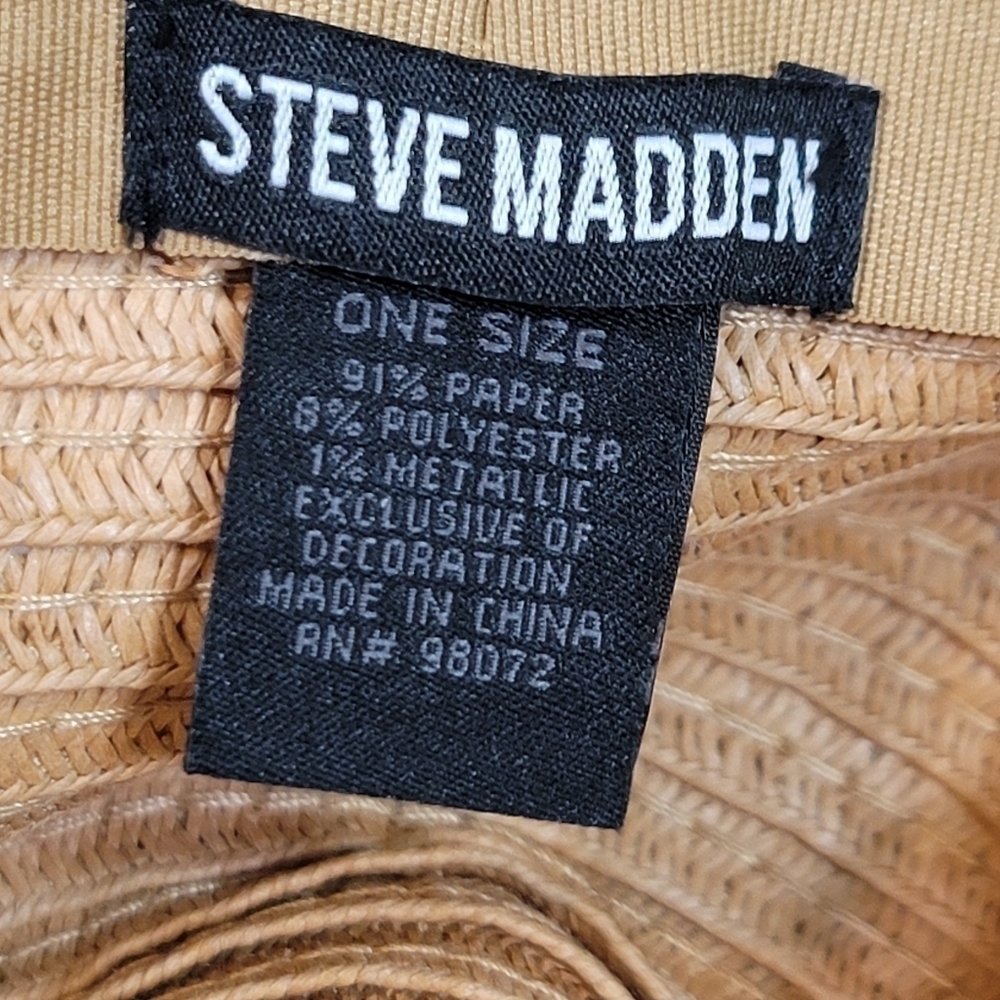 STEVE MADDEN
ONE SIZE
91% PAPER
8% POLYESTER
1% METALLIC
EXCLUSIVE OF
DECORATION
MADE IN CHINA
RN# 98072